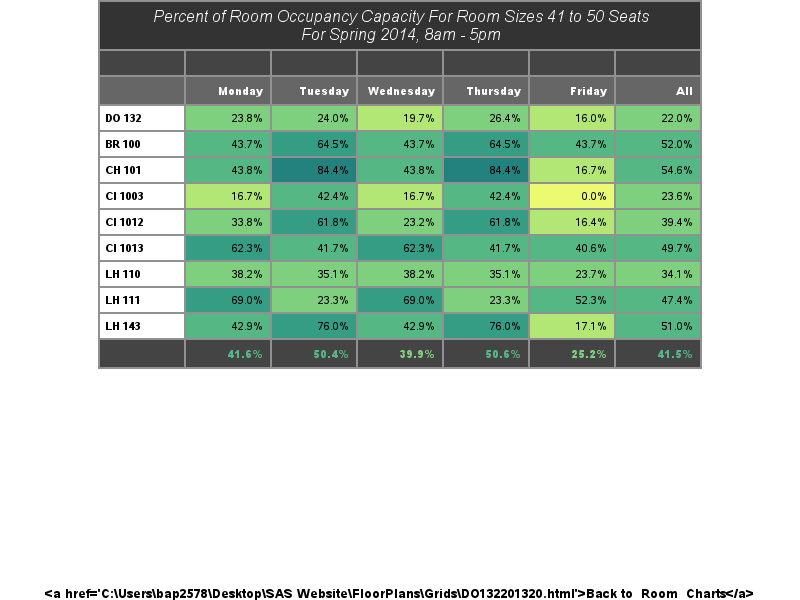 Percent of Room Occupancy Capacity For Room Sizes 41 to 50 Seats
For Spring 2014, 8am - 5pm
Monday Tuesday Wednesday Thursday Friday All
DO 132 23.8% 24.0% 19.7% 26.4% 16.0% 22.0%
BR 100 43.7% 64.5% 43.7% 64.5% 43.7% 52.0%
CH 101 43.8% 84.4% 43.8% 84.4% 16.7% 54.6%
CI 1003 16.7% 42.4% 16.7% 42.4% 0.0% 23.6%
CI 1012 33.8% 61.8% 23.2% 61.8% 16.4% 39.4%
CI 1013 62.3% 41.7% 62.3% 41.7% 40.6% 49.7%
LH 110 38.2% 35.1% 38.2% 35.1% 23.7% 34.1%
LH 111 69.0% 23.3% 69.0% 23.3% 52.3% 47.4%
LH 143 42.9% 76.0% 42.9% 76.0% 17.1% 51.0%
41.6% 50.4% 39.9% 50.6% 25.2% 41.5%
<a href='C:\Users\bap2578\Desktop\SAS Website\FloorPlans\Grids\DO132201320.html'>Back to Room Charts</a>